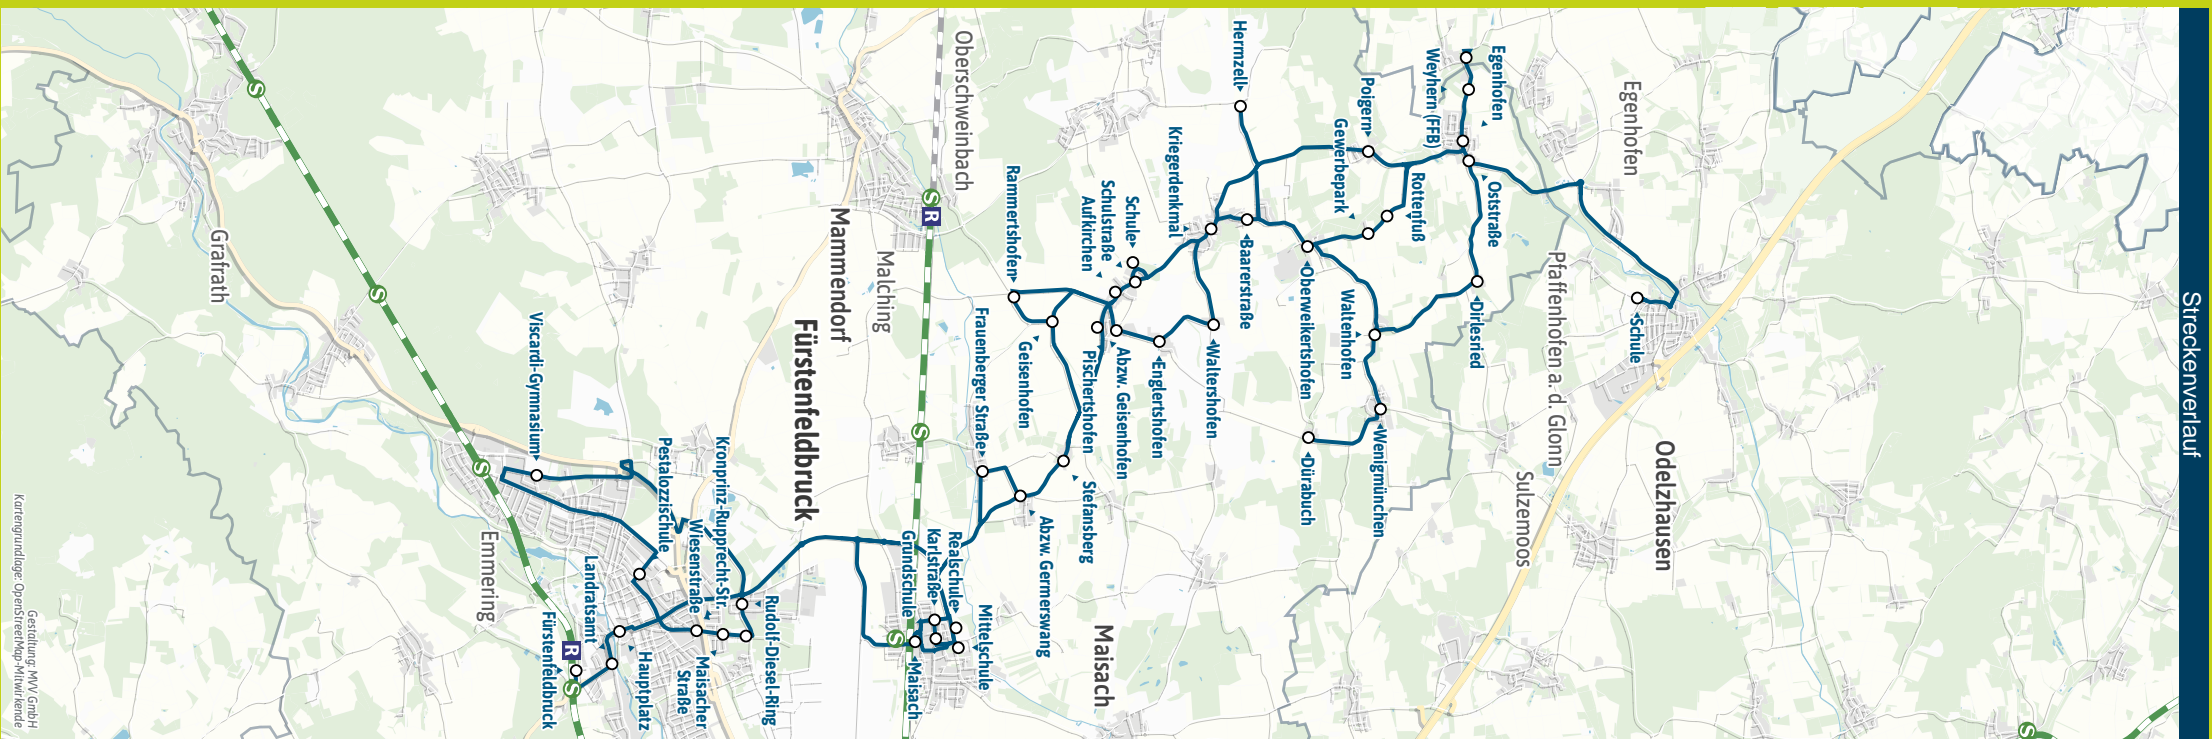 Streckenverlauf
Egenhofen
Odelzhausen
Schule
Pfaffenhofen a. d. Glonn
Sulzemoos
Egenhofen
Weyhern (FFB)
Oststraße
Dirlesried
Poigern
Gewerbepark
Rottenfuß
Oberweikertshofen
Waltenhofen
Wenigmünchen
Dürabuch
Hermzell
Baarerstraße
Kriegerdenkmal
Waltershofen
Englertshofen
Schule
Schulstraße
Aufkirchen
Abzw. Geisenhofen
Pischertshofen
Rammertshofen
Geisenhofen
Stefansberg
Abzw. Germerswang
Frauenberger Straße
Maisach
Realschule
Karlstraße
Grundschule
Mittelschule
Maisach
Oberschweinbach
S
R
Malching
Mammendorf
Fürstenfeldbruck
Rudolf-Diesel-Ring
Kronprinz-Rupprecht-Str.
Wiesenstraße
Maisacher
Straße
Pestalozzischule
Viscardi-Gymnasium
Hauptplatz
Landratsamt
Fürstenfeldbruck
R
S
Emmering
Grafrath
S
S
S
S
S
S
Gestaltung: MVV GmbH
Kartengrundlage: OpenStreetMap-Mitwirkende